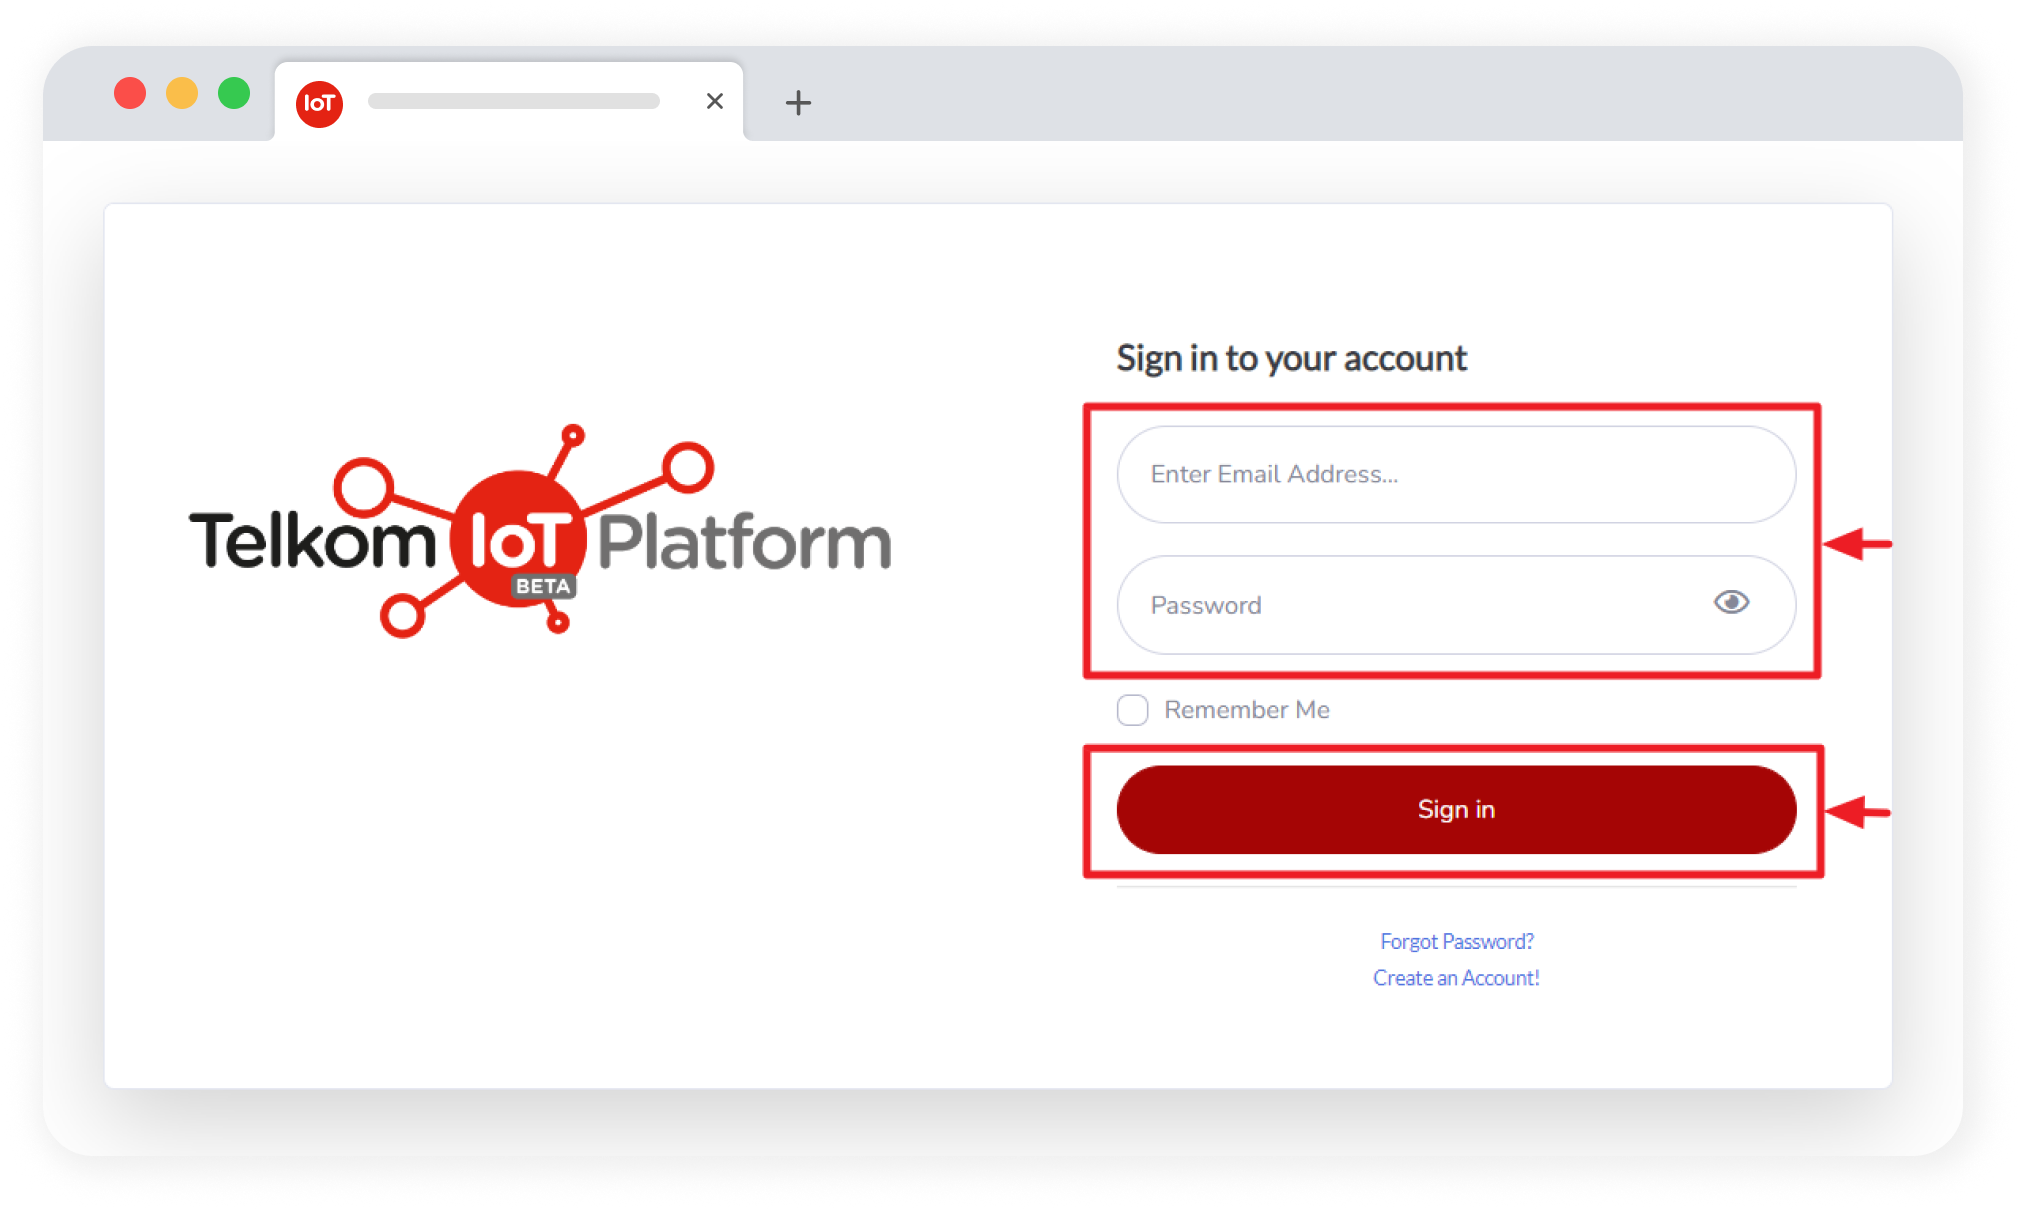 IoT
Sign in to your account
Telkom IoT Platform
BETA
Enter Email Address...
Password
Remember Me
Sign in
Forgot Password?
Create an Account!